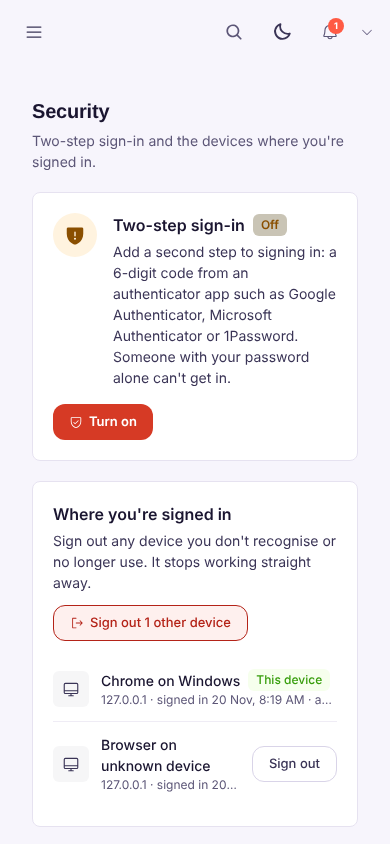 1
Security
Two-step sign-in and the devices where you're
signed in.
Two-step sign-in Off
Add a second step to signing in: a
6-digit code from an
authenticator app such as Google
Authenticator, Microsoft
Authenticator or 1Password.
Someone with your password
alone can't get in.
Turn on
Where you're signed in
Sign out any device you don't recognise or
no longer use. It stops working straight
away.
Sign out 1 other device
Chrome on Windows This device
127.0.0.1 · signed in 20 Nov, 8:19 AM · a...
Browser on
unknown device
127.0.0.1 · signed in 20...
Sign out